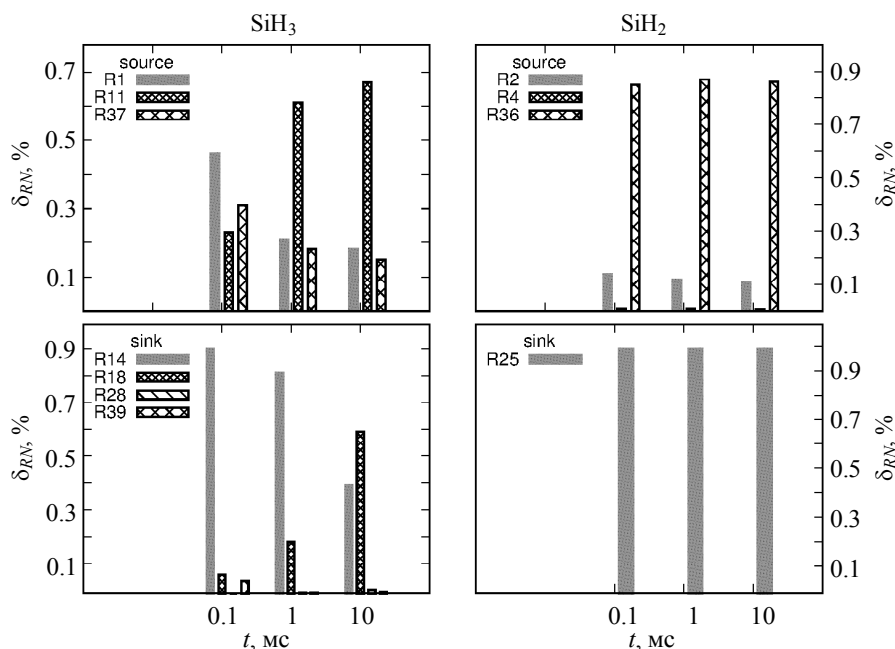 SiH₃
SiH₂
source
R1
R11
R37
0.7
0.5
0.3
0.1
δRN, %
source
R2
R4
R36
0.9
0.7
0.5
0.3
0.1
δRN, %
sink
R14
R18
R28
R39
0.9
0.7
0.5
0.3
0.1
δRN, %
0.1 1 10
t, мс
sink
R25
0.9
0.7
0.5
0.3
0.1
δRN, %
0.1 1 10
t, мс